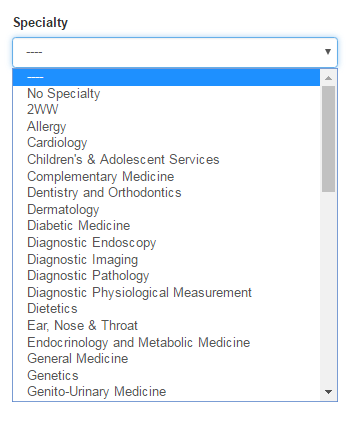 Specialty
----
----
No Specialty
2WW
Allergy
Cardiology
Children's & Adolescent Services
Complementary Medicine
Dentistry and Orthodontics
Dermatology
Diabetic Medicine
Diagnostic Endoscopy
Diagnostic Imaging
Diagnostic Pathology
Diagnostic Physiological Measurement
Dietetics
Ear, Nose & Throat
Endocrinology and Metabolic Medicine
General Medicine
Genetics
Genito-Urinary Medicine